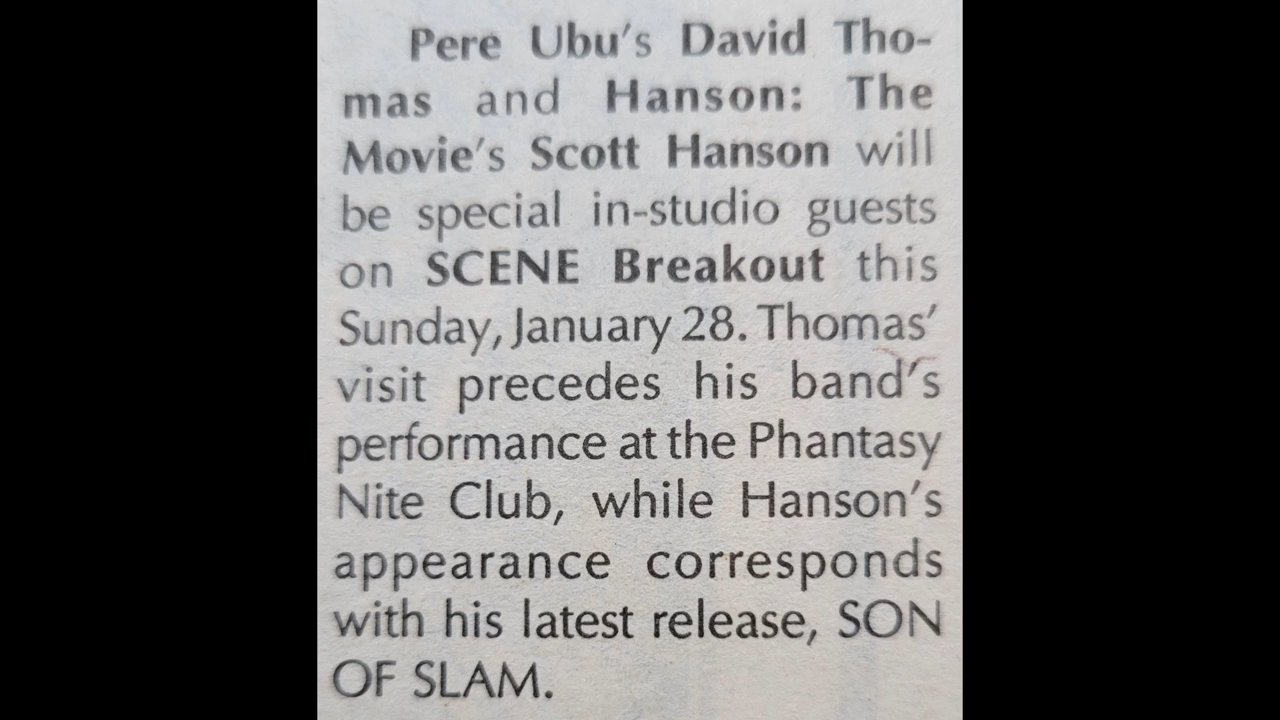 Pere Ubu's David Tho-
mas and Hanson: The
Movie's Scott Hanson will
be special in-studio guests
on SCENE Breakout this
Sunday, January 28. Thomas'
visit precedes his band's
performance at the Phantasy
Nite Club, while Hanson's
appearance corresponds
with his latest release, SON
OF SLAM.